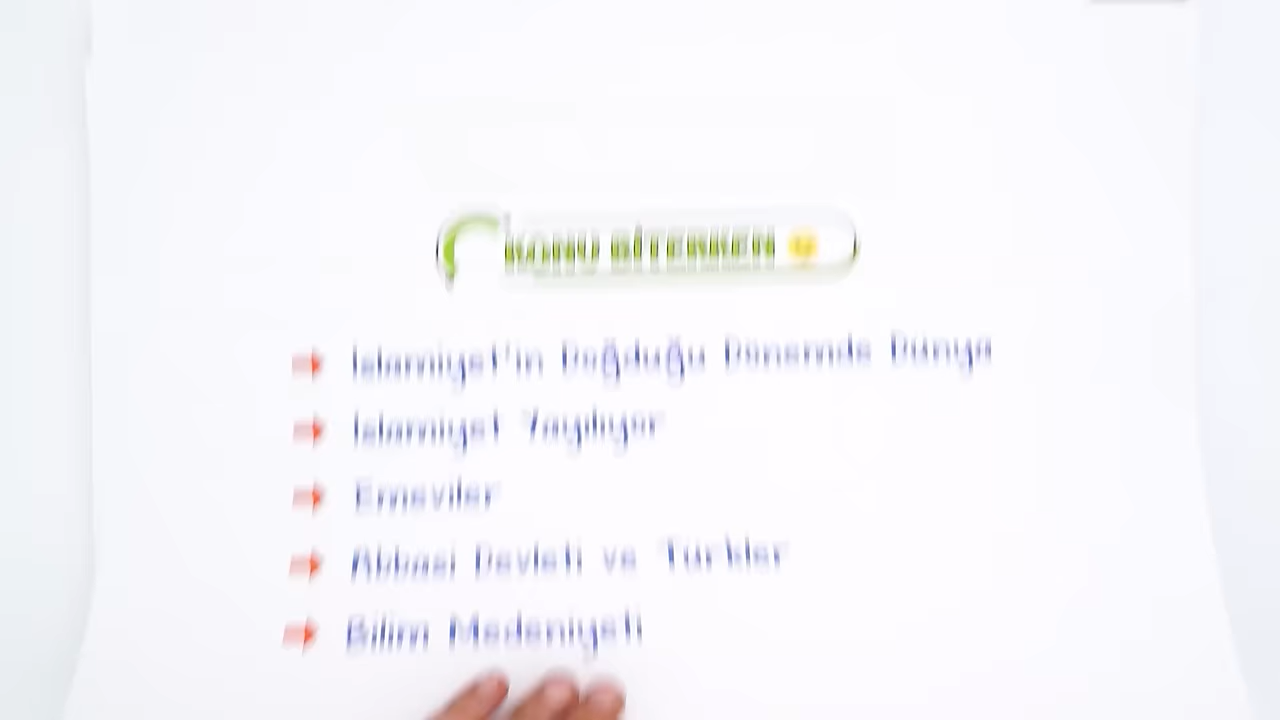 KONU BİTERKEN
İslamiyet'in Doğduğu Dönemde Dünya
İslamiyet Yayılıyor
Emeviler
Abbasi Devleti ve Türkler
Bilim Medeniyeti